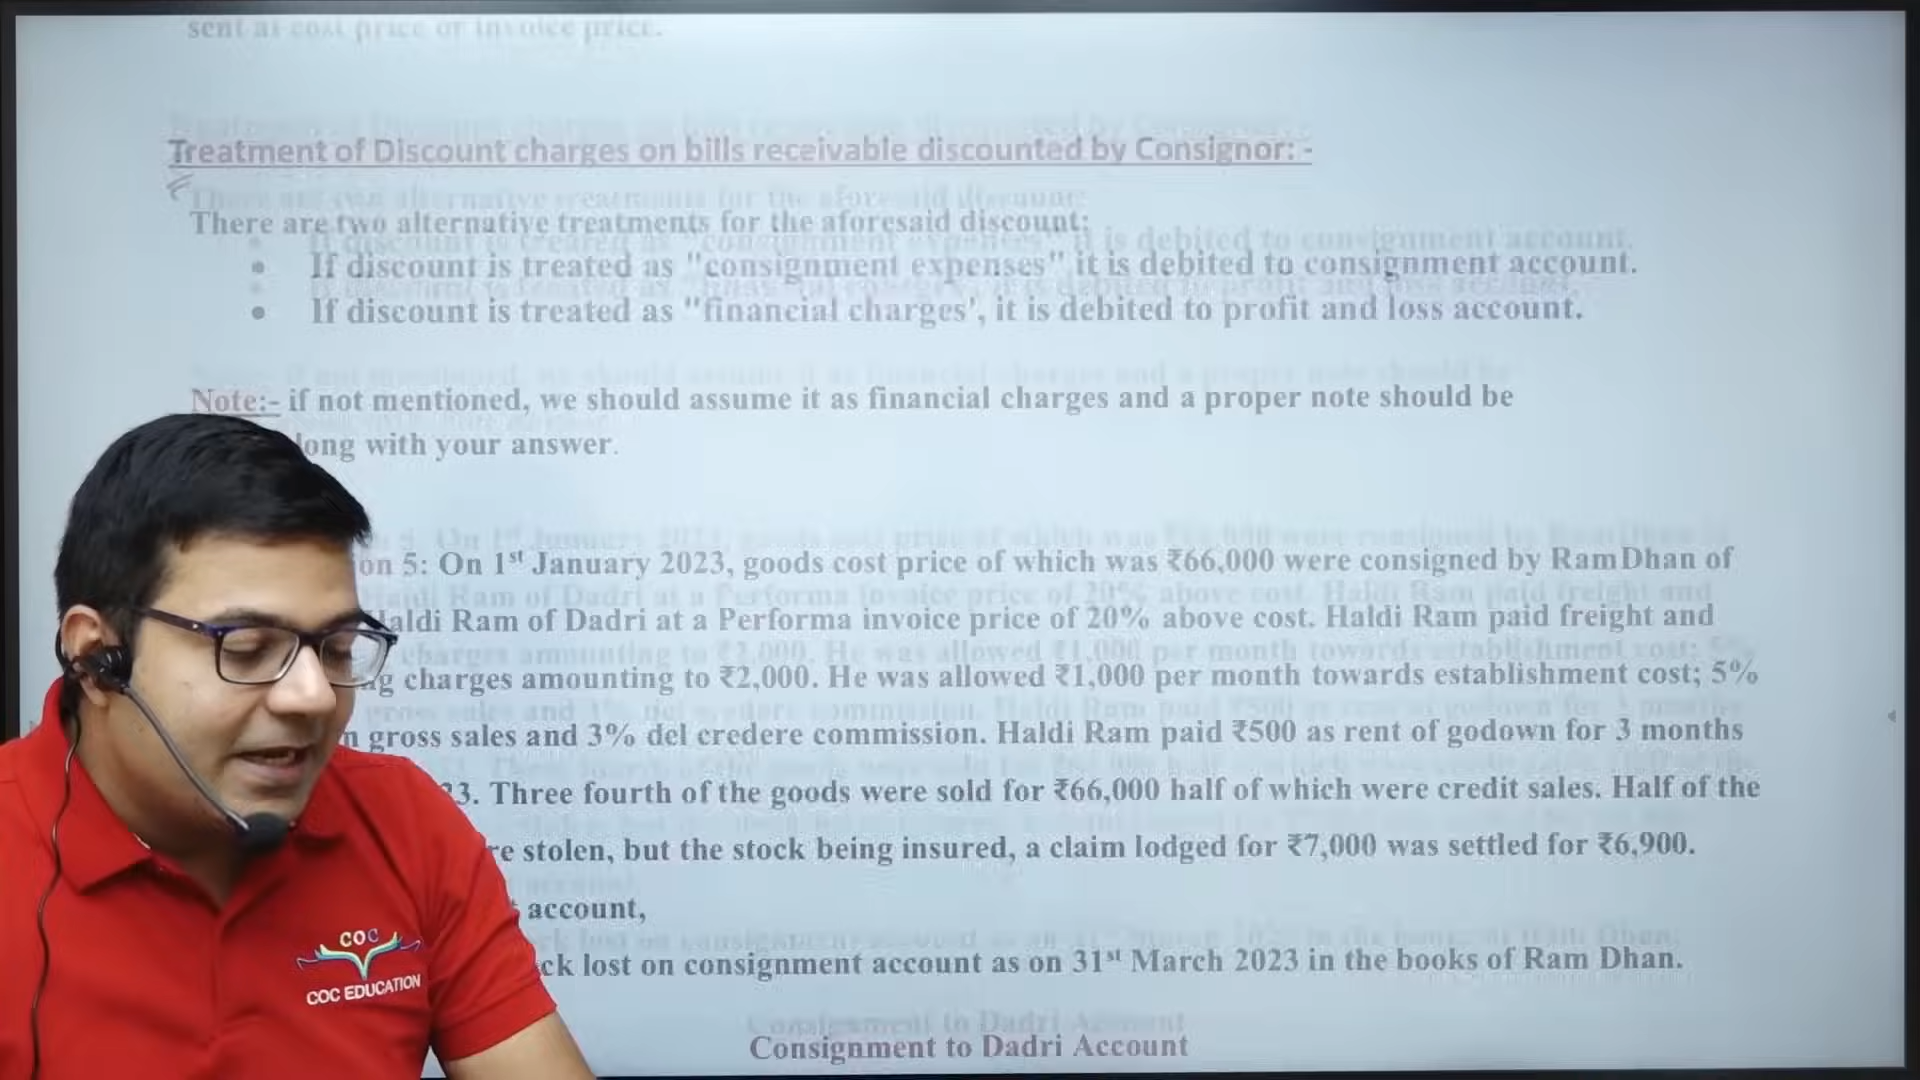 sent at cost price or invoice price.
Treatment of Discount charges on bills receivable discounted by Consignor: -
There are two alternative treatments for the aforesaid discount:
• If discount is treated as "consignment expenses" it is debited to consignment account.
• If discount is treated as "financial charges', it is debited to profit and loss account.
Note:- if not mentioned, we should assume it as financial charges and a proper note should be
long with your answer.
on 5: On 1st January 2023, goods cost price of which was ₹66,000 were consigned by Ram Dhan of
aldi Ram of Dadri at a Performa invoice price of 20% above cost. Haldi Ram paid freight and
g charges amounting to ₹2,000. He was allowed ₹1,000 per month towards establishment cost; 5%
n gross sales and 3% del credere commission. Haldi Ram paid ₹500 as rent of godown for 3 months
23. Three fourth of the goods were sold for ₹66,000 half of which were credit sales. Half of the
re stolen, but the stock being insured, a claim lodged for ₹7,000 was settled for ₹6,900.
account,
ck lost on consignment account as on 31st March 2023 in the books of Ram Dhan.
Consignment to Dadri Account
COC
COC EDUCATION